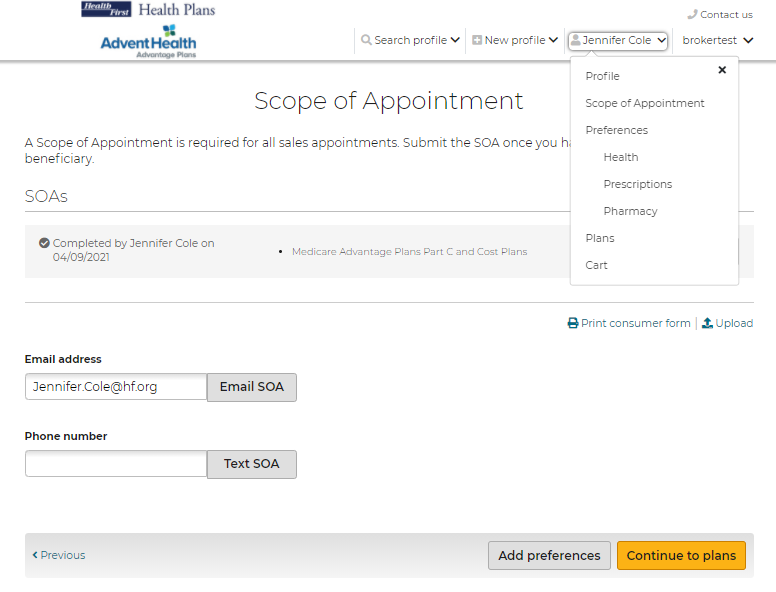 Health First Health Plans
AdventHealth
Advantage Plans
Contact us
Search profile
New profile
Jennifer Cole
brokertest
Profile
Scope of Appointment
Preferences
Health
Prescriptions
Pharmacy
Plans
Cart
Scope of Appointment
A Scope of Appointment is required for all sales appointments. Submit the SOA once you
beneficiary.
SOAs
Completed by Jennifer Cole on
04/09/2021
Medicare Advantage Plans Part C and Cost Plans
Print consumer form | Upload
Email address
Jennifer.Cole@hf.org
Email SOA
Phone number
Text SOA
Previous
Add preferences
Continue to plans